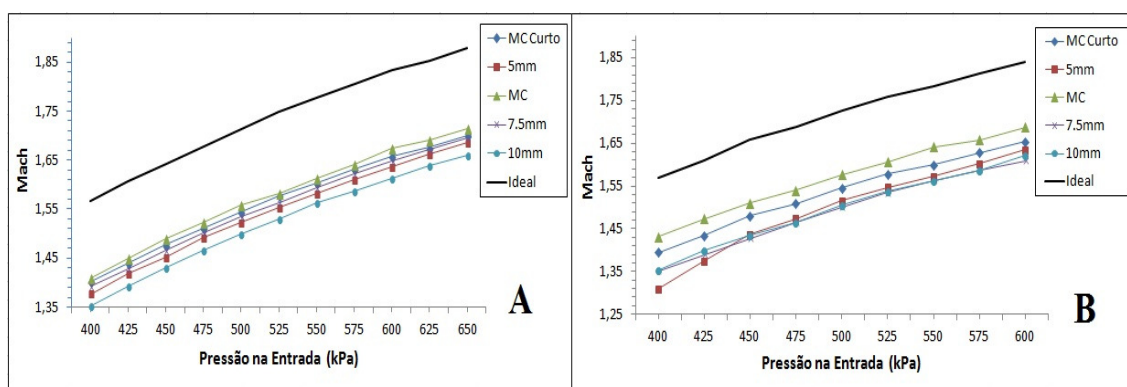 1,85
1,75
1,65
1,55
1,45
1,35
Mach
400 425 450 475 500 525 550 575 600 625 650
Pressão na Entrada (kPa)
MC Curto
5mm
MC
7.5mm
10mm
Ideal
A
1,85
1,75
1,65
1,55
1,45
1,35
1,25
Mach
400 425 450 475 500 525 550 575 600
Pressão na Entrada (kPa)
MC Curto
5mm
MC
7.5mm
10mm
Ideal
B